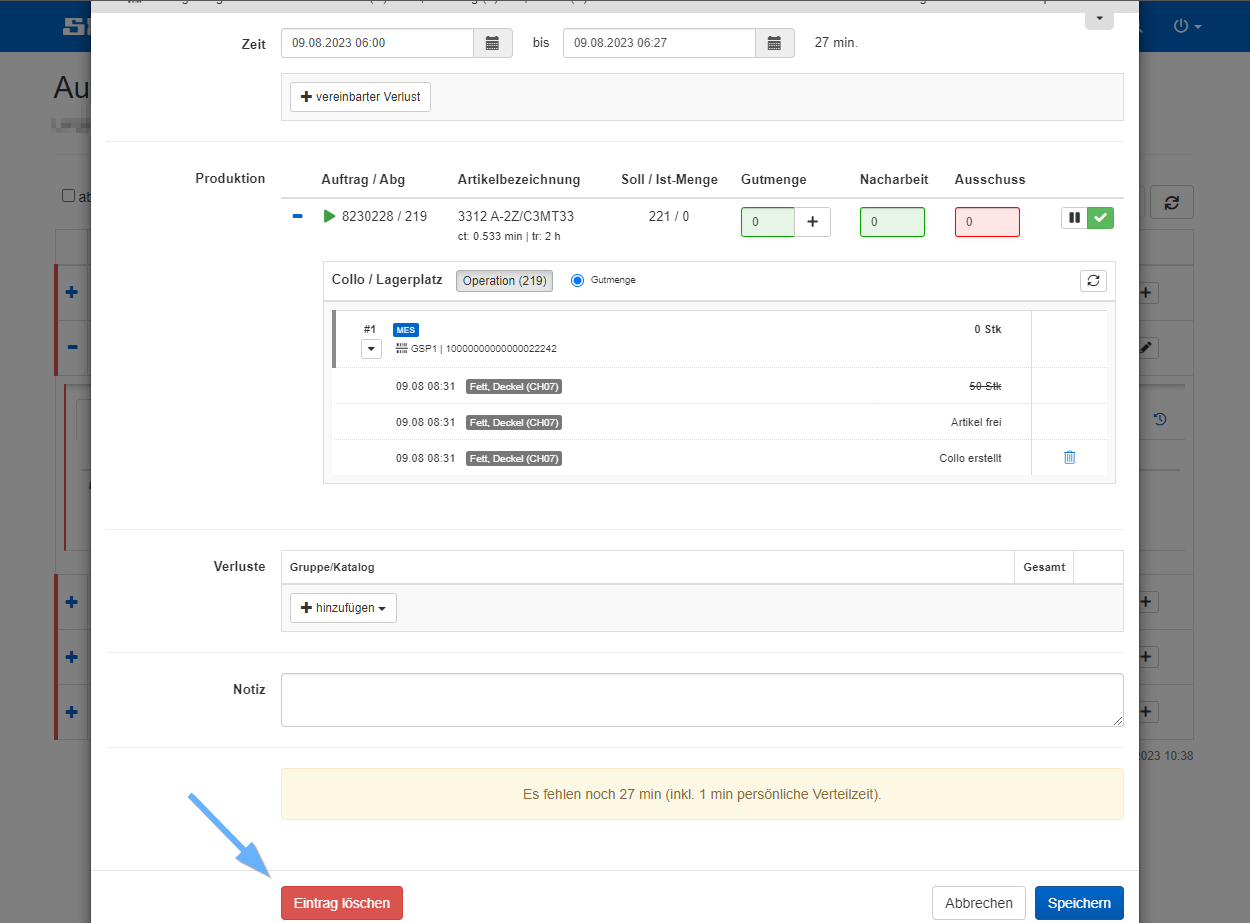 Zeit 09.08.2023 06:00 bis 09.08.2023 06:27 27 min.
vereinbarter Verlust
Produktion Auftrag / Abg Artikelbezeichnung Soll / Ist-Menge Gutmenge Nacharbeit Ausschuss
8230228 / 219 3312 A-2Z/C3MT33 221 / 0 0 0 0
ct: 0.533 min | tr: 2 h
Collo / Lagerplatz Operation (219) Gutmenge
#1 MES 0 Stk
GSP1 | 10000000000000022242
09.08 08:31 Fett, Deckel (CH07) 50 Stk
09.08 08:31 Fett, Deckel (CH07) Artikel frei
09.08 08:31 Fett, Deckel (CH07) Collo erstellt
Verluste Gruppe/Katalog Gesamt
hinzufügen
Notiz
2023 10:38
Es fehlen noch 27 min (inkl. 1 min persönliche Verteilzeit).
Eintrag löschen Abbrechen Speichern